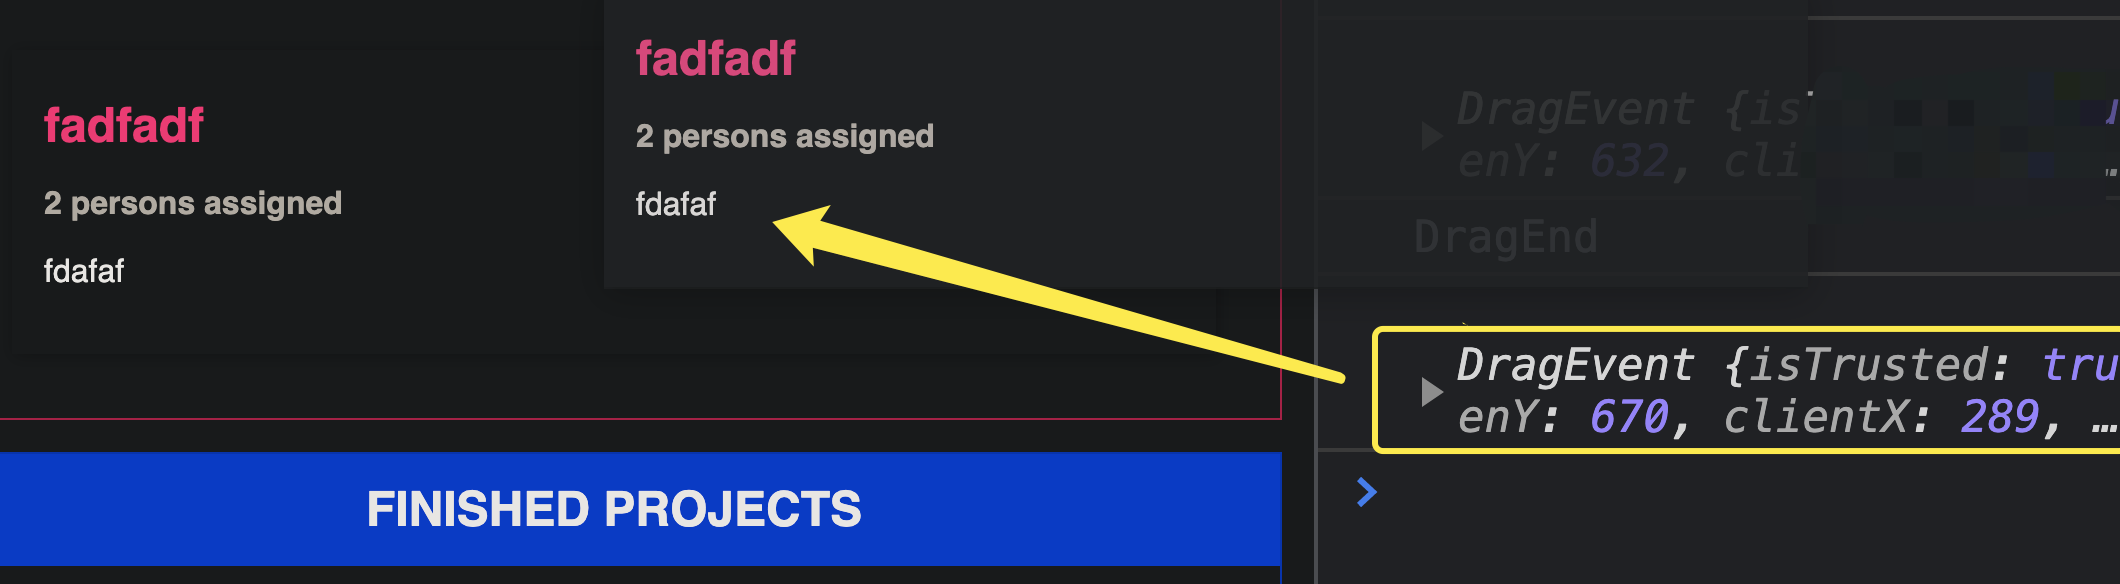 fadfadf
2 persons assigned
fdafaf
fadfadf
2 persons assigned
fdafaf
FINISHED PROJECTS
DragEvent {is
enY: 632, cli
DragEnd
DragEvent {isTrusted: tru
enY: 670, clientX: 289, …